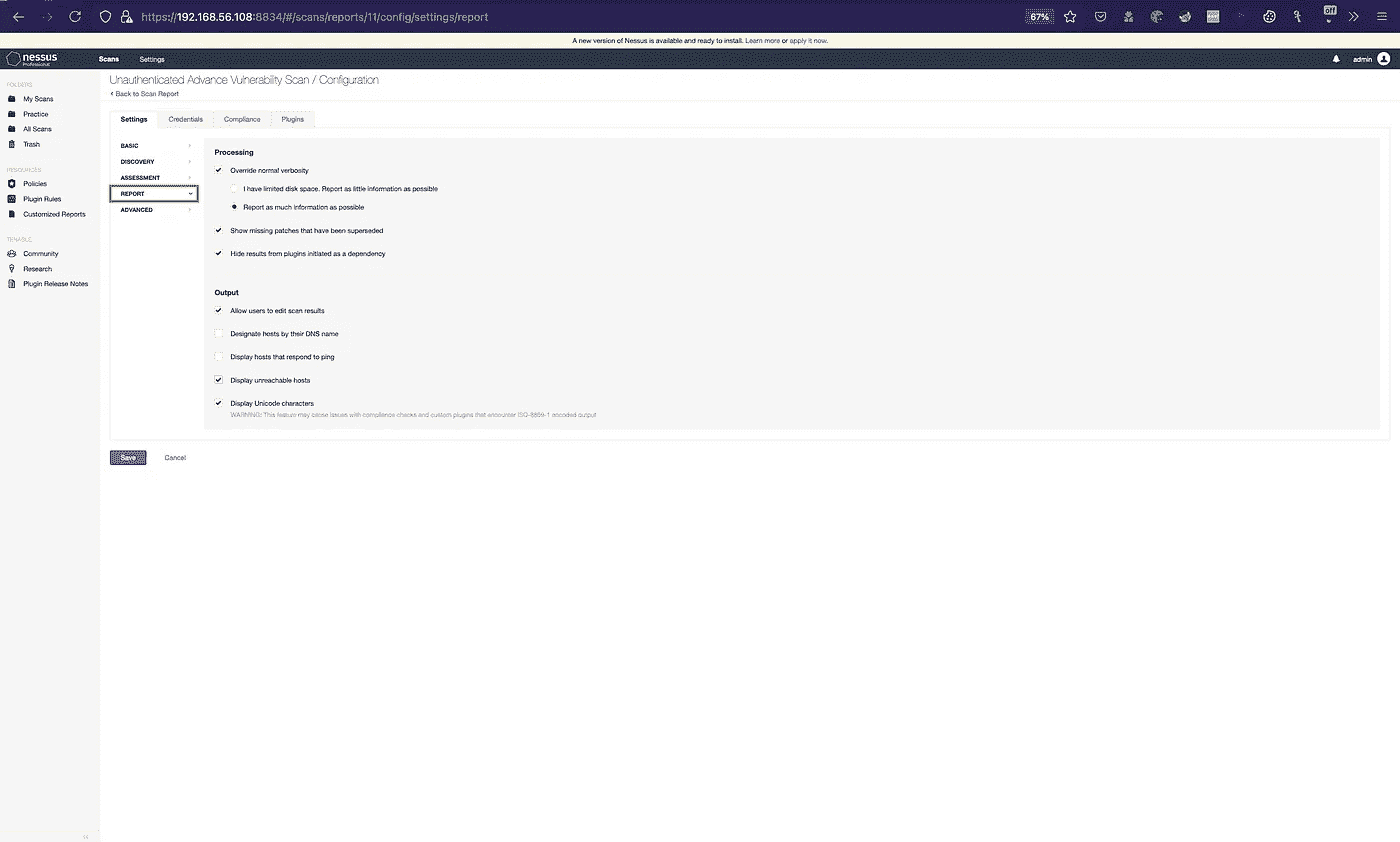 https://192.168.56.108:8834/#/scans/reports/11/config/settings/report
67%
off
A new version of Nessus is available and ready to install. Learn more or apply it now.
nessus
Professional
Scans
Settings
admin
FOLDERS
My Scans
Practice
All Scans
Trash
RESOURCES
Policies
Plugin Rules
Customized Reports
TENABLE
Community
Research
Plugin Release Notes
Unauthenticated Advance Vulnerability Scan / Configuration
‹ Back to Scan Report
Settings
Credentials
Compliance
Plugins
BASIC
DISCOVERY
ASSESSMENT
REPORT
ADVANCED
Processing
Override normal verbosity
I have limited disk space. Report as little information as possible
Report as much information as possible
Show missing patches that have been superseded
Hide results from plugins initiated as a dependency
Output
Allow users to edit scan results
Designate hosts by their DNS name
Display hosts that respond to ping
Display unreachable hosts
Display Unicode characters
WARNING: This feature may cause issues with compliance checks and custom plugins that encounter ISO-8859-1 encoded output
Save
Cancel